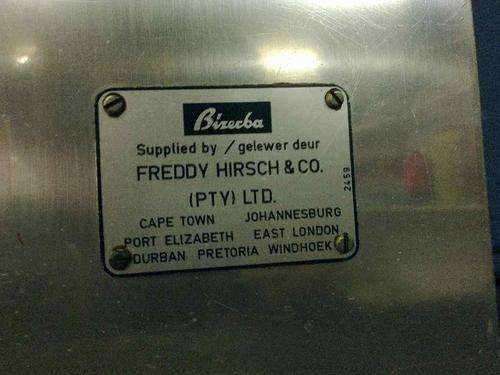 Bizerba
Supplied by / gelewer deur
FREDDY HIRSCH & CO.
(PTY) LTD.
CAPE TOWN JOHANNESBURG
PORT ELIZABETH EAST LONDON
DURBAN PRETORIA WINDHOEK
2459